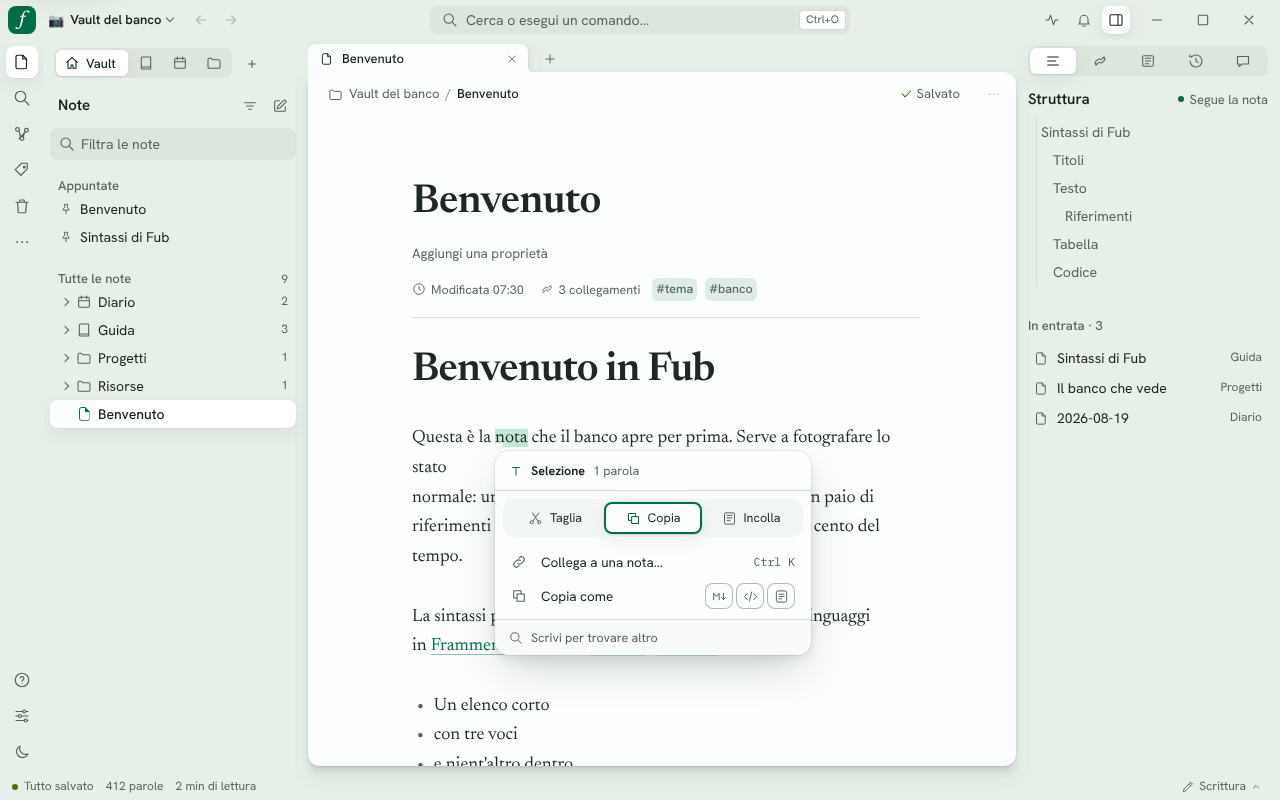 Vault del banco
Cerca o esegui un comando...
Ctrl+O
Vault
Note
Filtra le note
Appuntate
Benvenuto
Sintassi di Fub
Tutte le note 9
Diario 2
Guida 3
Progetti 1
Risorse 1
Benvenuto
Tutto salvato 412 parole 2 min di lettura
Benvenuto
Vault del banco / Benvenuto
Salvato
Benvenuto
Aggiungi una proprietà
Modificata 07:30 3 collegamenti #tema #banco
Benvenuto in Fub
Questa è la nota che il banco apre per prima. Serve a fotografare lo
stato
normale: un paio di
riferimenti cento del
tempo.
La sintassi
in
Selezione 1 parola
Taglia Copia Incolla
Collega a una nota... Ctrl K
Copia come M↓ </>
Scrivi per trovare altro
Un elenco corto
con tre voci
e nient'altro dentro
Struttura
Segue la nota
Sintassi di Fub
Titoli
Testo
Riferimenti
Tabella
Codice
In entrata · 3
Sintassi di Fub Guida
Il banco che vede Progetti
2026-08-19 Diario
Scrittura